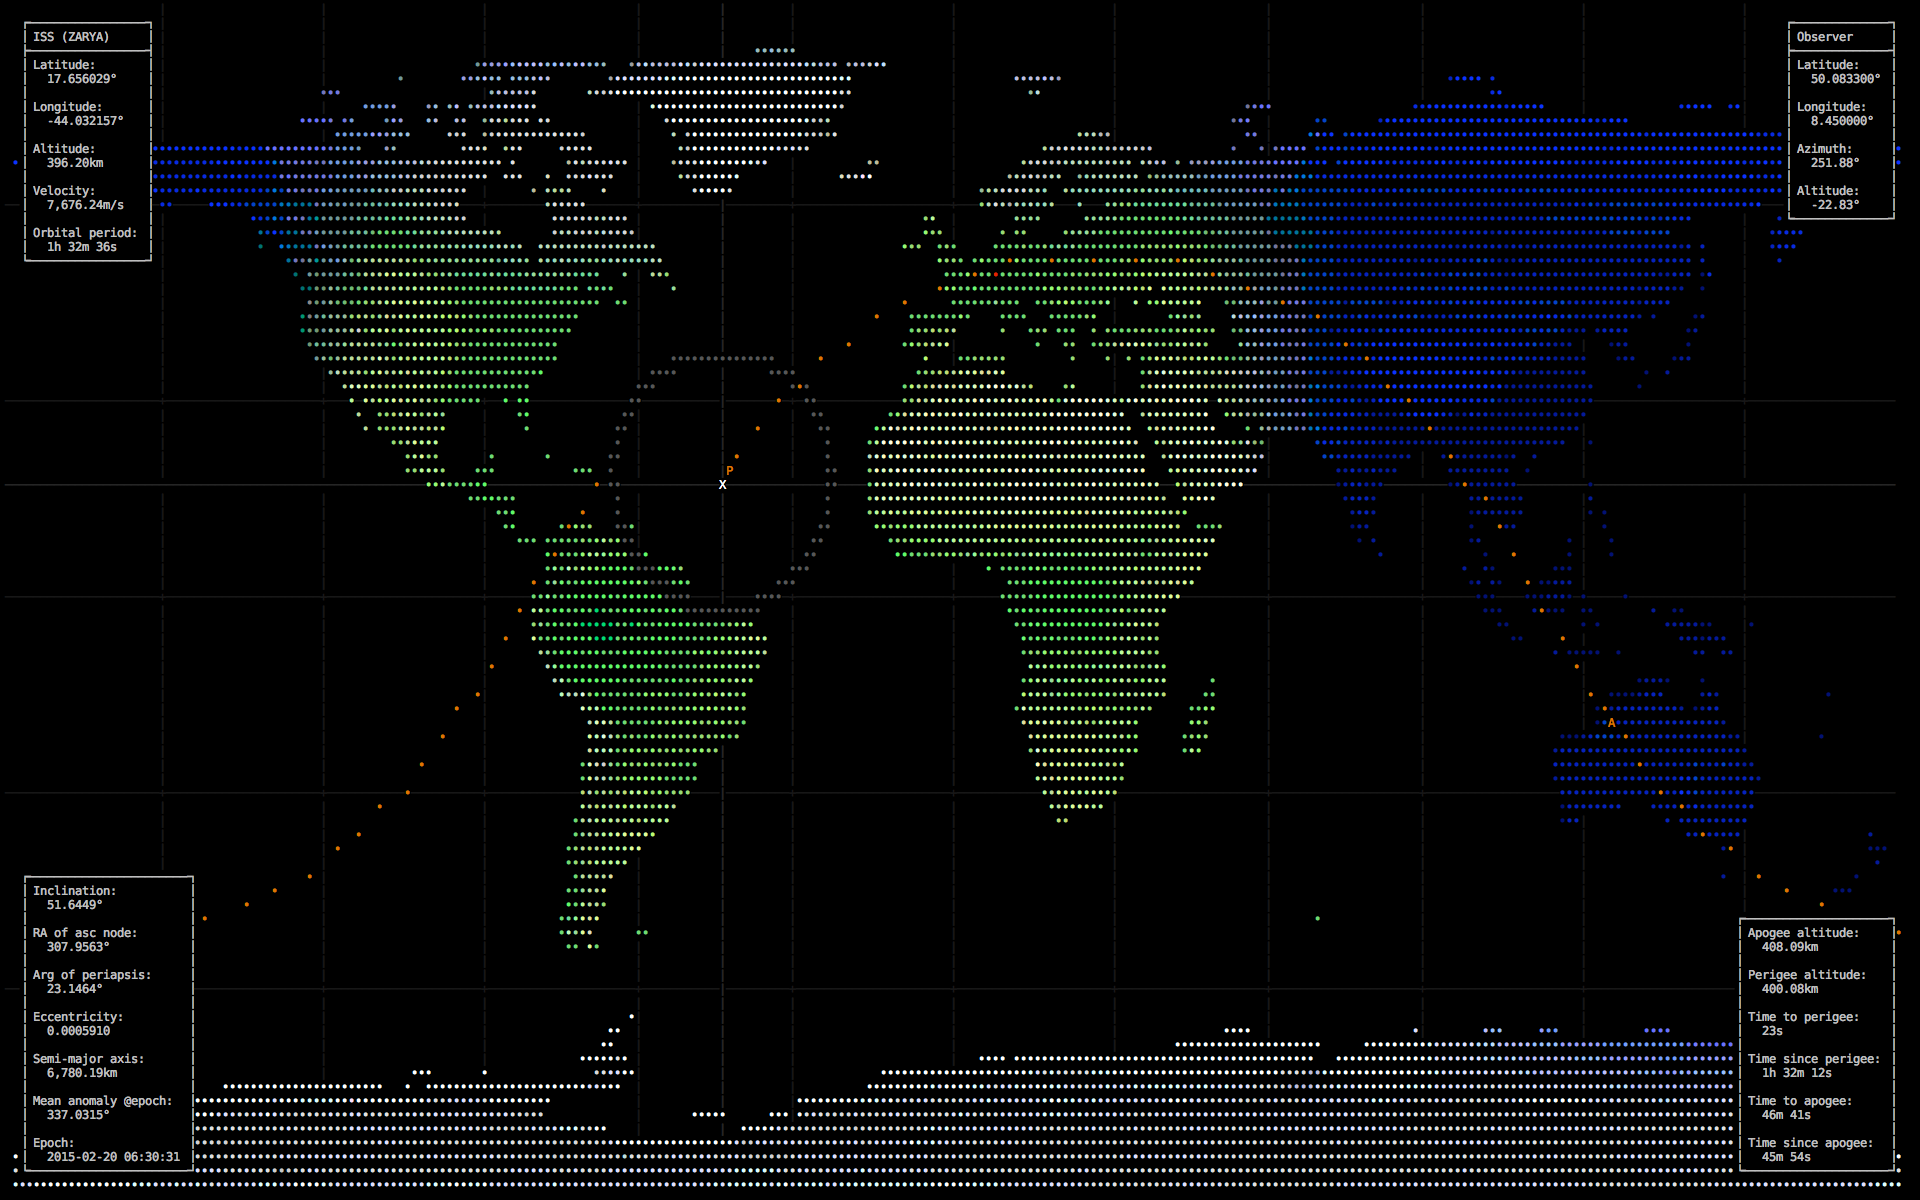 ISS (ZARYA)
Latitude:
17.656029°
Longitude:
-44.032157°
Altitude:
396.20km
Velocity:
7,676.24m/s
Orbital period:
1h 32m 36s
Observer
Latitude:
50.083300°
Longitude:
8.450000°
Azimuth:
251.88°
Altitude:
-22.83°
P
X
A
Inclination:
51.6449°
RA of asc node:
307.9563°
Arg of periapsis:
23.1464°
Eccentricity:
0.0005910
Semi-major axis:
6,780.19km
Mean anomaly @epoch:
337.0315°
Epoch:
2015-02-20 06:30:31
Apogee altitude:
408.09km
Perigee altitude:
400.08km
Time to perigee:
23s
Time since perigee:
1h 32m 12s
Time to apogee:
46m 41s
Time since apogee:
45m 54s